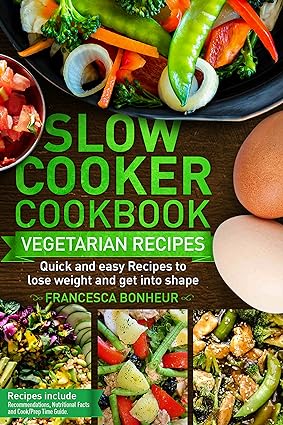 SLOW
COOKER
COOKBOOK
VEGETARIAN RECIPES
Quick and easy Recipes to
lose weight and get into shape
FRANCESCA BONHEUR
Recipes include
Recommendations, Nutritional Facts
and Cook/Prep Time Guide.